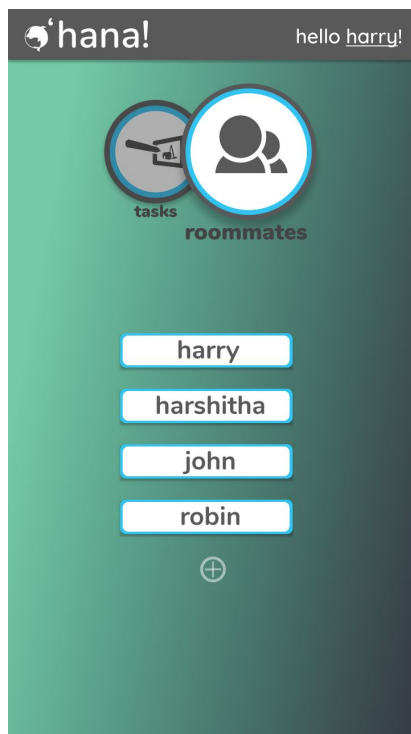 ‘hana!
hello harry!
tasks
roommates
harry
harshitha
john
robin